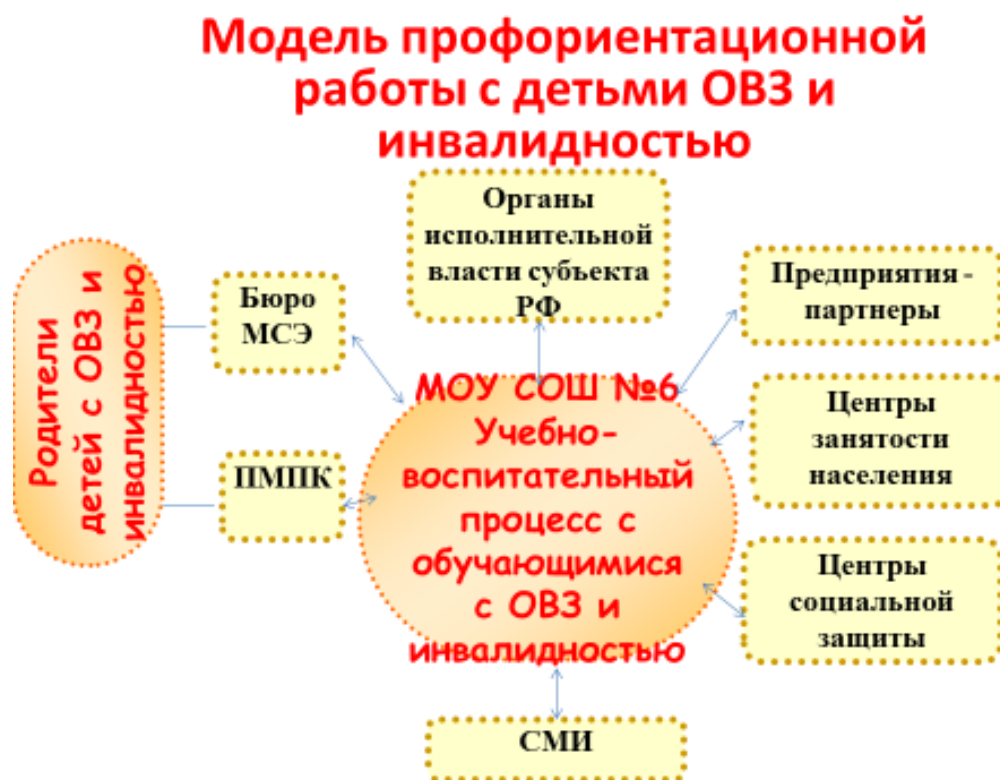 Модель профориентационной
работы с детьми ОВЗ и
инвалидностью
Органы
исполнительной
власти субъекта
РФ
Родители
детей с ОВЗ и
инвалидностью
Бюро
МСЭ
ПМПК
Предприятия -
партнеры
МОУ СОШ №6
Учебно-
воспитательный
процесс с
обучающимися
с ОВЗ и
инвалидностью
Центры
занятости
населения
Центры
социальной
защиты
СМИ